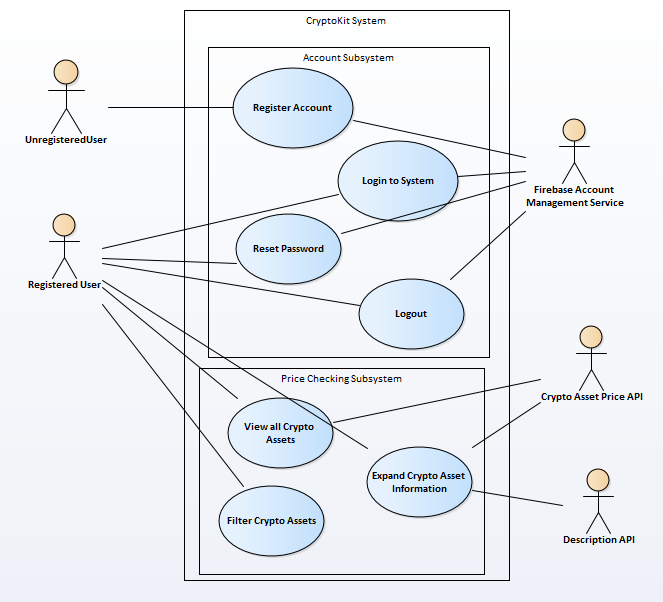 CryptoKit System
Account Subsystem
Register Account
UnregisteredUser
Login to System
Firebase Account
Management Service
Reset Password
Registered User
Logout
Price Checking Subsystem
Crypto Asset Price API
View all Crypto
Assets
Expand Crypto Asset
Information
Filter Crypto Assets
Description API